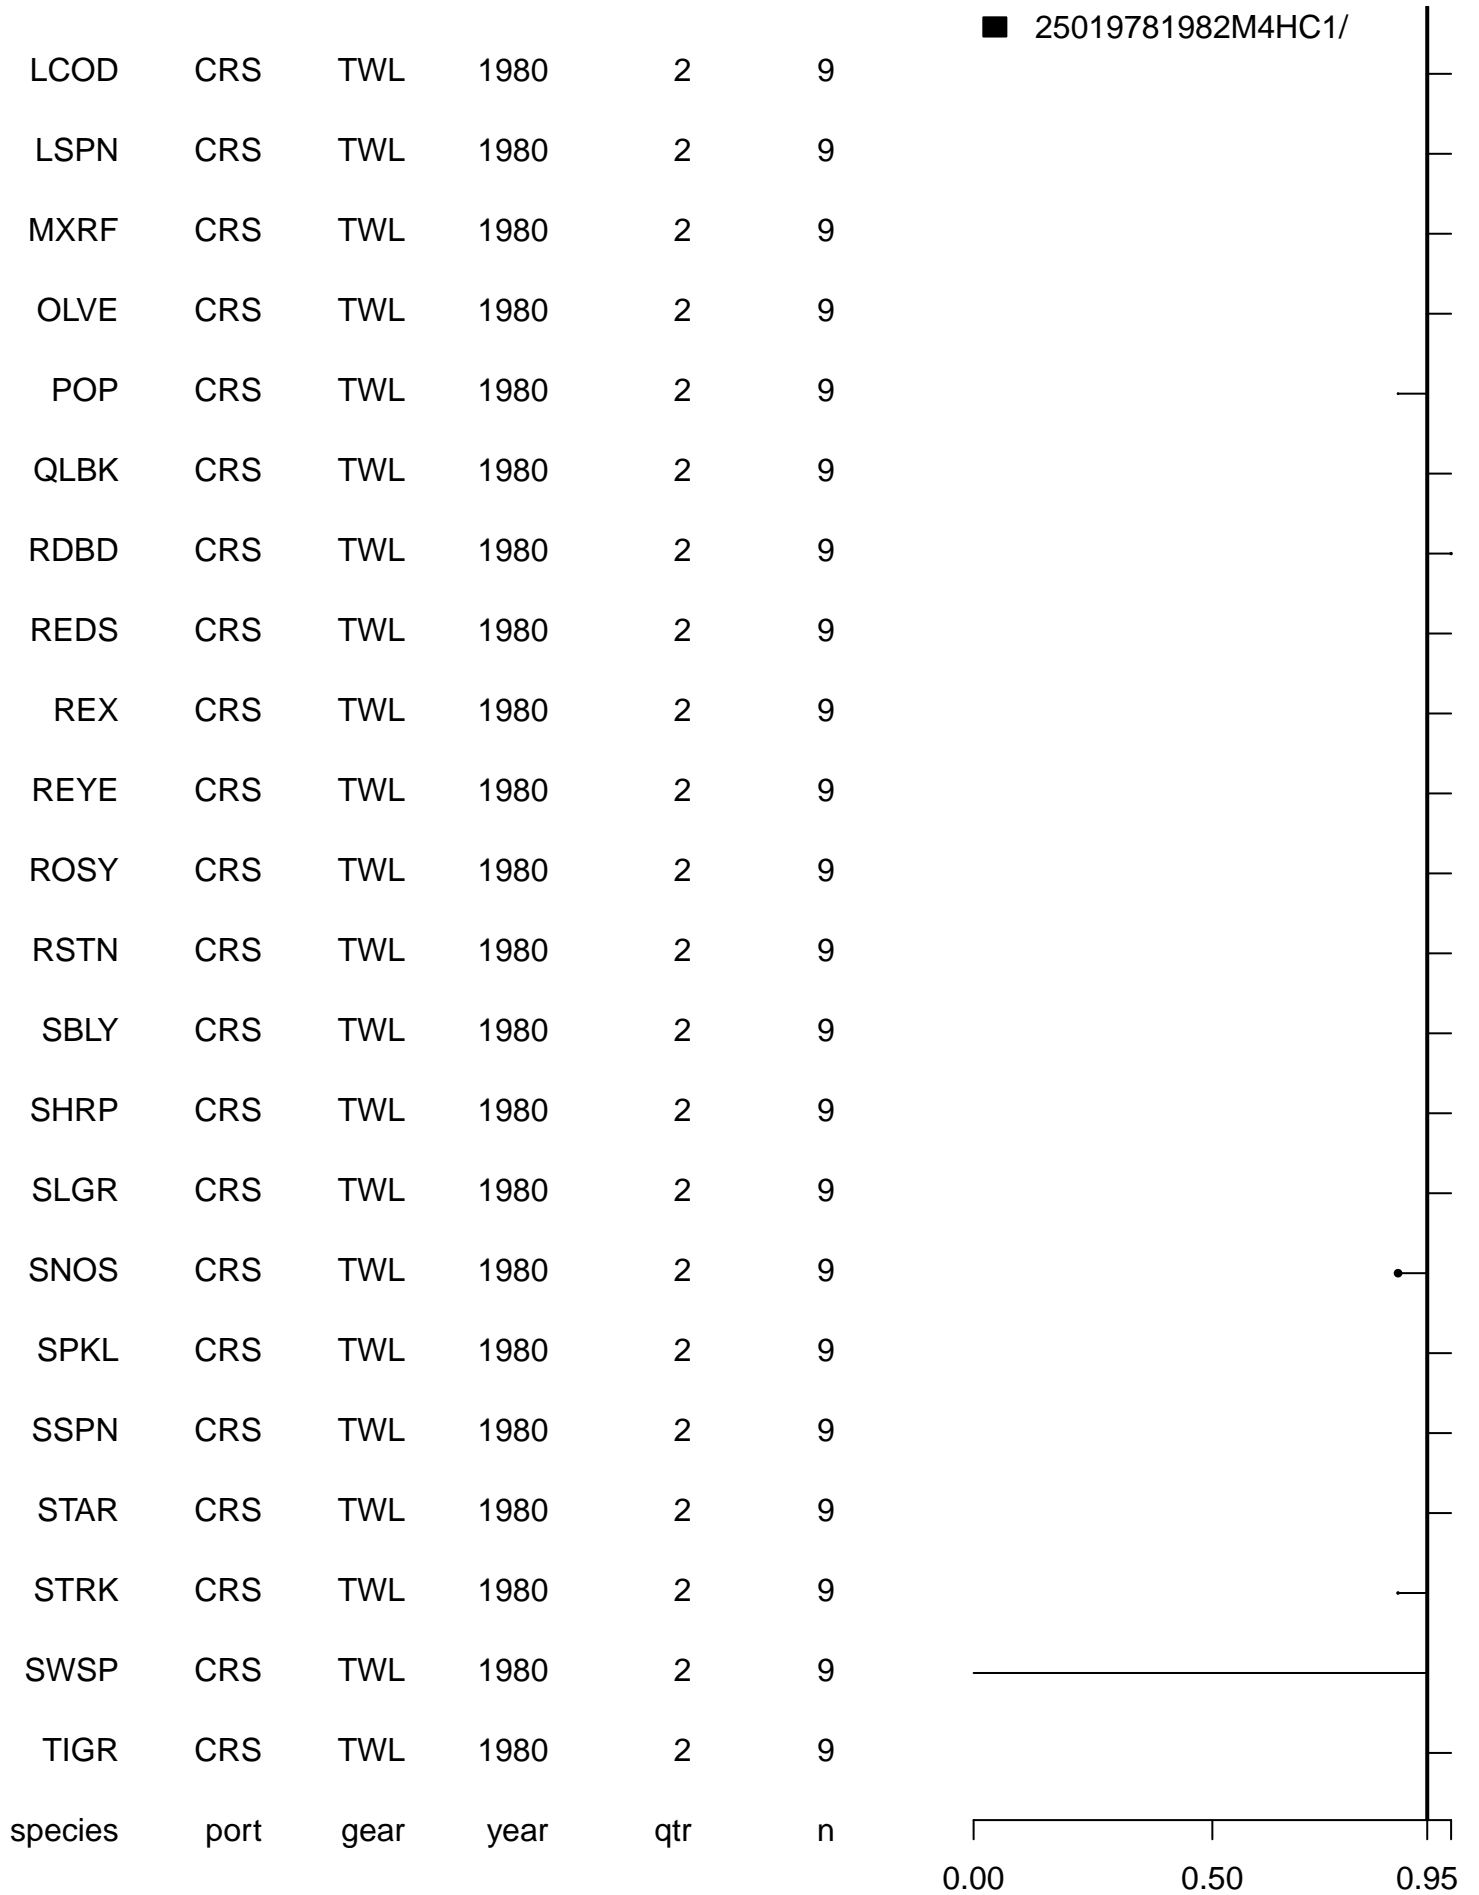 25019781982M4HC1/
LCOD CRS TWL 1980 2 9
LSPN CRS TWL 1980 2 9
MXRF CRS TWL 1980 2 9
OLVE CRS TWL 1980 2 9
POP CRS TWL 1980 2 9
QLBK CRS TWL 1980 2 9
RDBD CRS TWL 1980 2 9
REDS CRS TWL 1980 2 9
REX CRS TWL 1980 2 9
REYE CRS TWL 1980 2 9
ROSY CRS TWL 1980 2 9
RSTN CRS TWL 1980 2 9
SBLY CRS TWL 1980 2 9
SHRP CRS TWL 1980 2 9
SLGR CRS TWL 1980 2 9
SNOS CRS TWL 1980 2 9
SPKL CRS TWL 1980 2 9
SSPN CRS TWL 1980 2 9
STAR CRS TWL 1980 2 9
STRK CRS TWL 1980 2 9
SWSP CRS TWL 1980 2 9
TIGR CRS TWL 1980 2 9
species port gear year qtr n
0.00 0.50 0.95